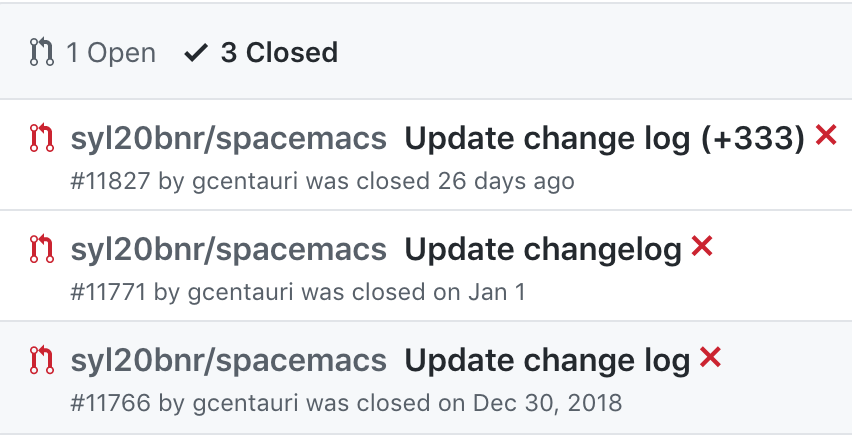 1 Open 3 Closed
syl20bnr/spacemacs Update change log (+333)
#11827 by gcentauri was closed 26 days ago
syl20bnr/spacemacs Update changelog
#11771 by gcentauri was closed on Jan 1
syl20bnr/spacemacs Update change log
#11766 by gcentauri was closed on Dec 30, 2018